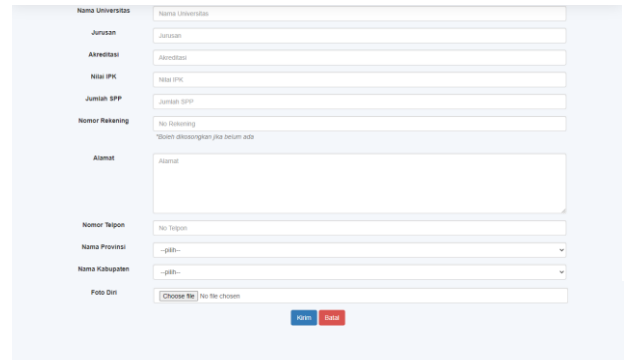 Nama Universitas
Nama Universitas
Jurusan
Jurusan
Akreditasi
Akreditasi
Nilai IPK
Nilai IPK
Jumlah SPP
Jumlah SPP
Nomor Rekening
No Rekening
*Boleh dikosongkan jika belum ada
Alamat
Alamat
Nomor Telpon
No Telpon
Nama Provinsi
--pilih--
Nama Kabupaten
--pilih--
Foto Diri
Choose file No file chosen
Kirim Batal